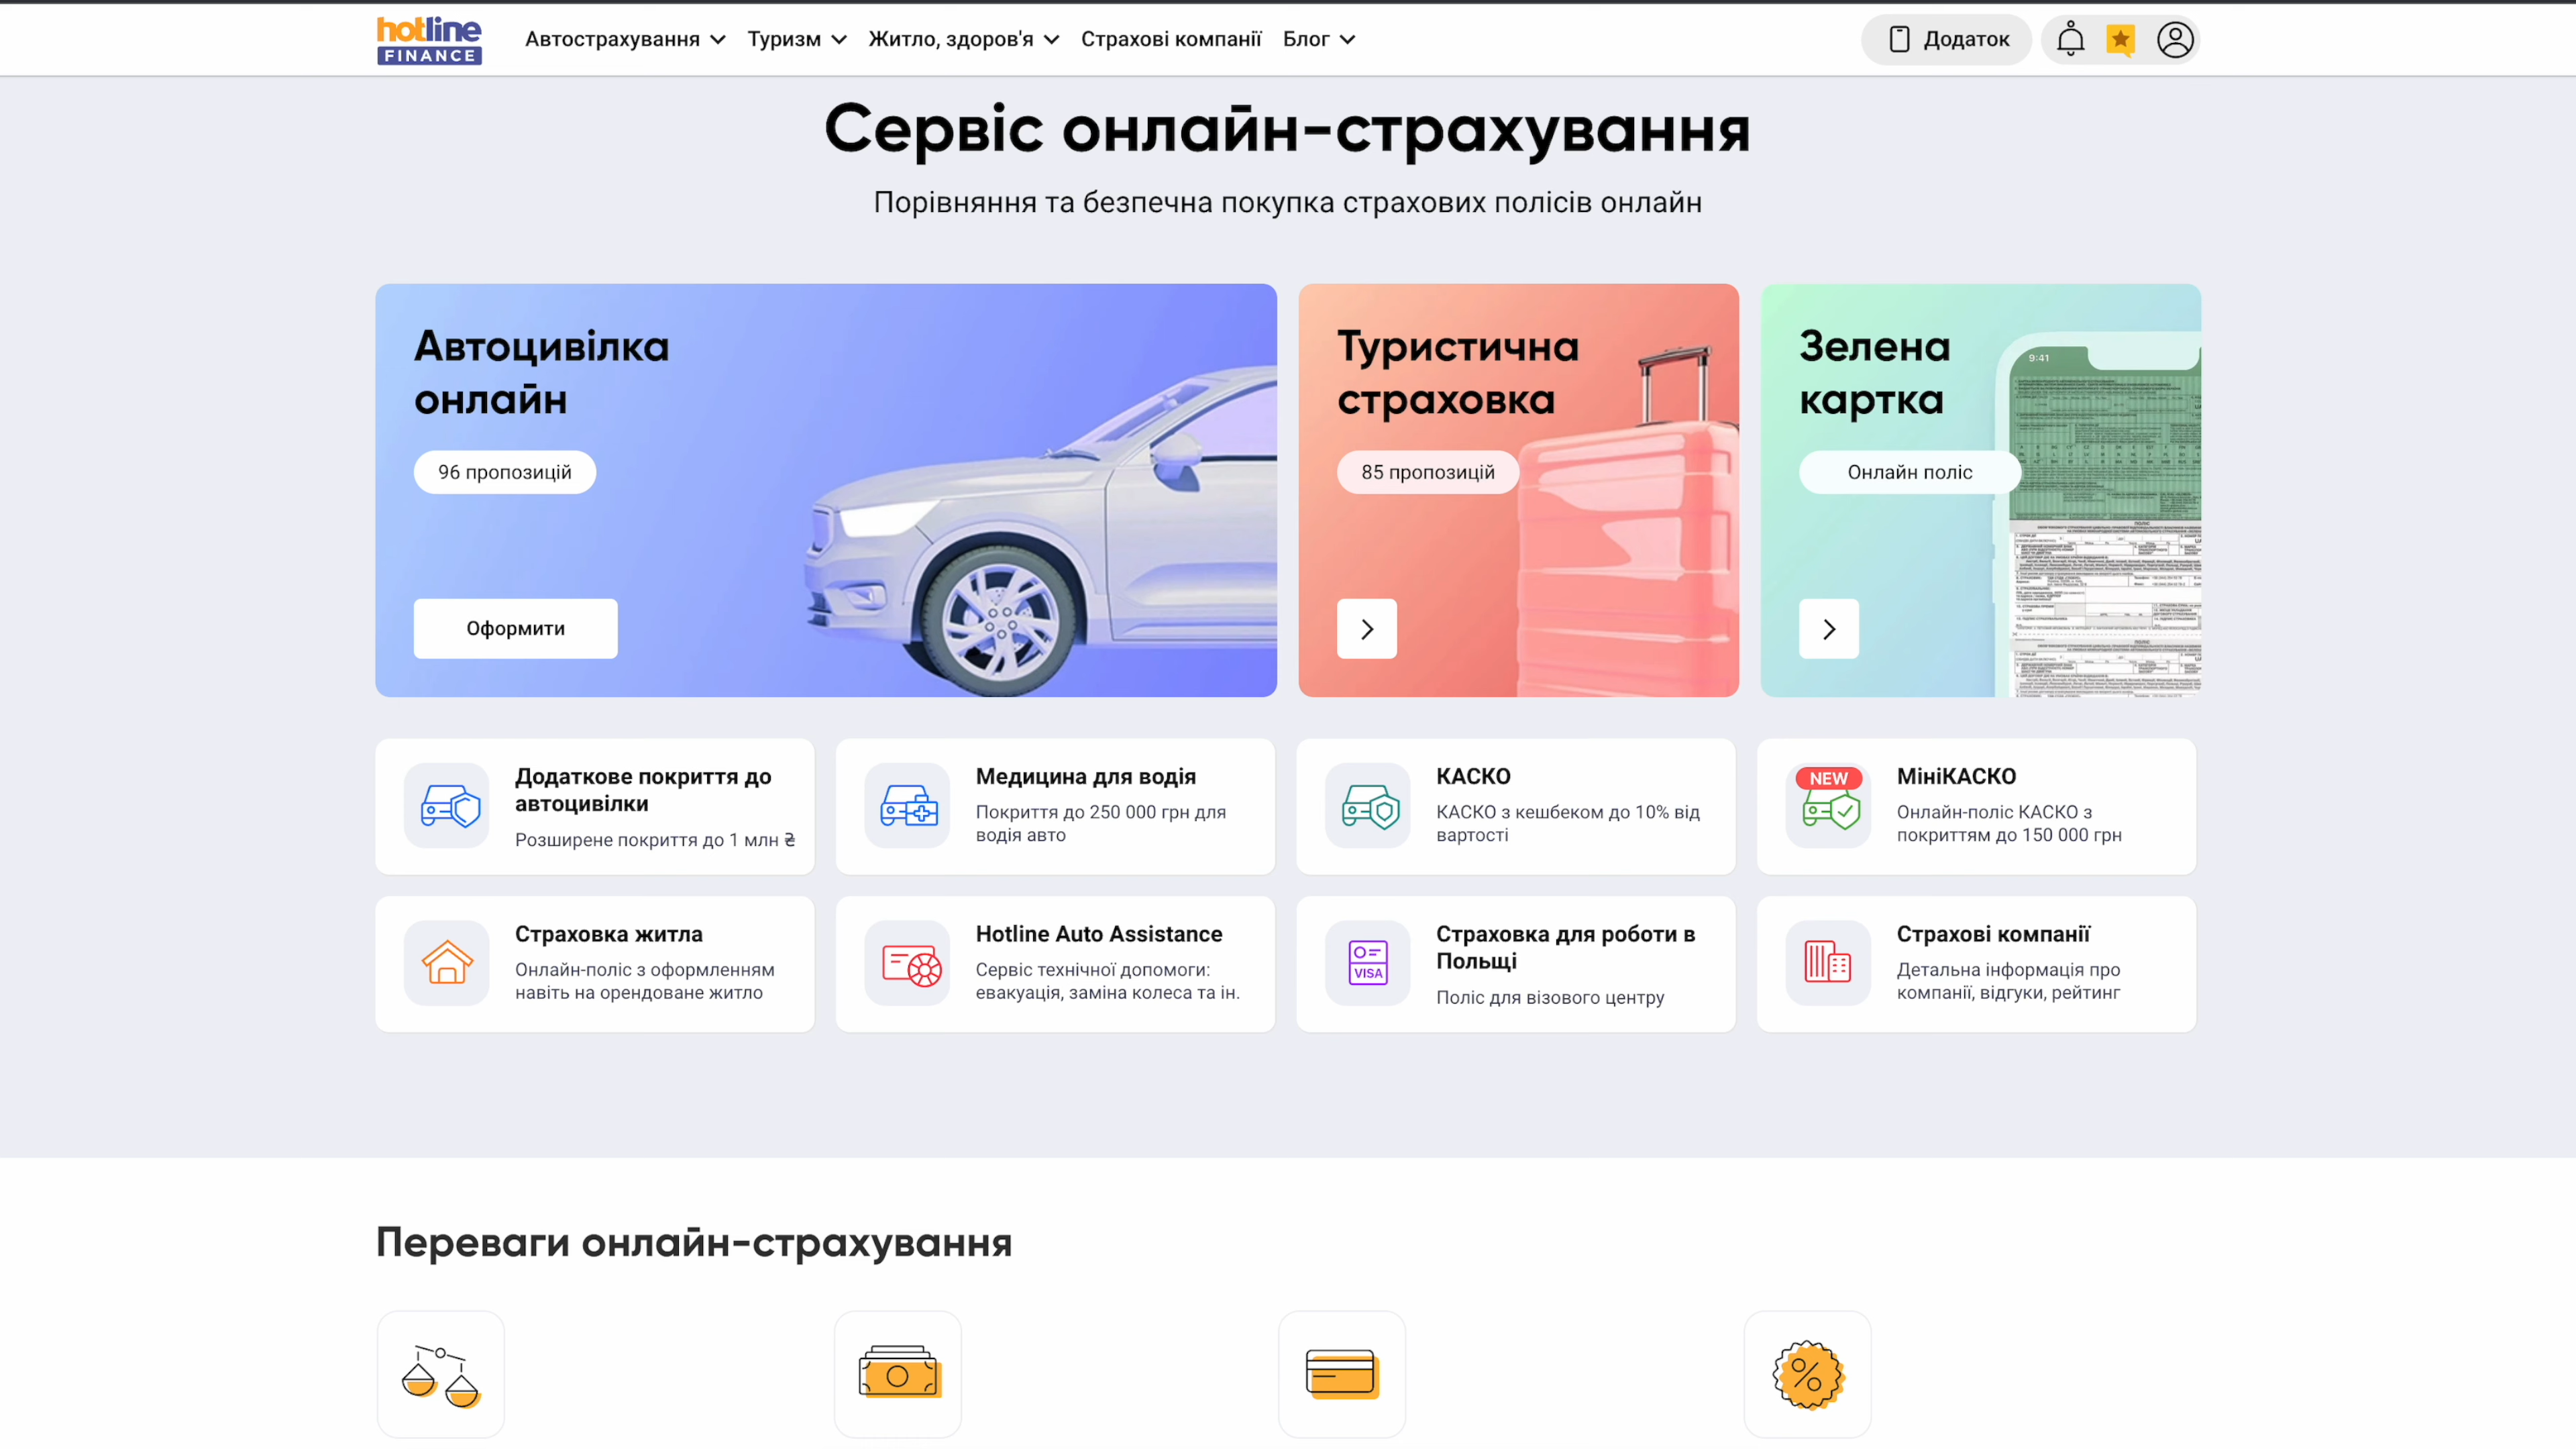 hotline
FINANCE
Автострахування
Туризм
Житло, здоров'я
Страхові компанії
Блог
Додаток
Сервіс онлайн-страхування
Порівняння та безпечна покупка страхових полісів онлайн
Автоцивілка
онлайн
96 пропозицій
Оформити
Туристична
страховка
85 пропозицій
Зелена
картка
Онлайн поліс
9:41
Додаткове покриття до
автоцивілки
Розширене покриття до 1 млн ₴
Медицина для водія
Покриття до 250 000 грн для
водія авто
КАСКО
КАСКО з кешбеком до 10% від
вартості
NEW
МініКАСКО
Онлайн-поліс КАСКО з
покриттям до 150 000 грн
Страховка житла
Онлайн-поліс з оформленням
навіть на орендоване житло
Hotline Auto Assistance
Сервіс технічної допомоги:
евакуація, заміна колеса та ін.
VISA
Страховка для роботи в
Польщі
Поліс для візового центру
Страхові компанії
Детальна інформація про
компанії, відгуки, рейтинг
Переваги онлайн-страхування